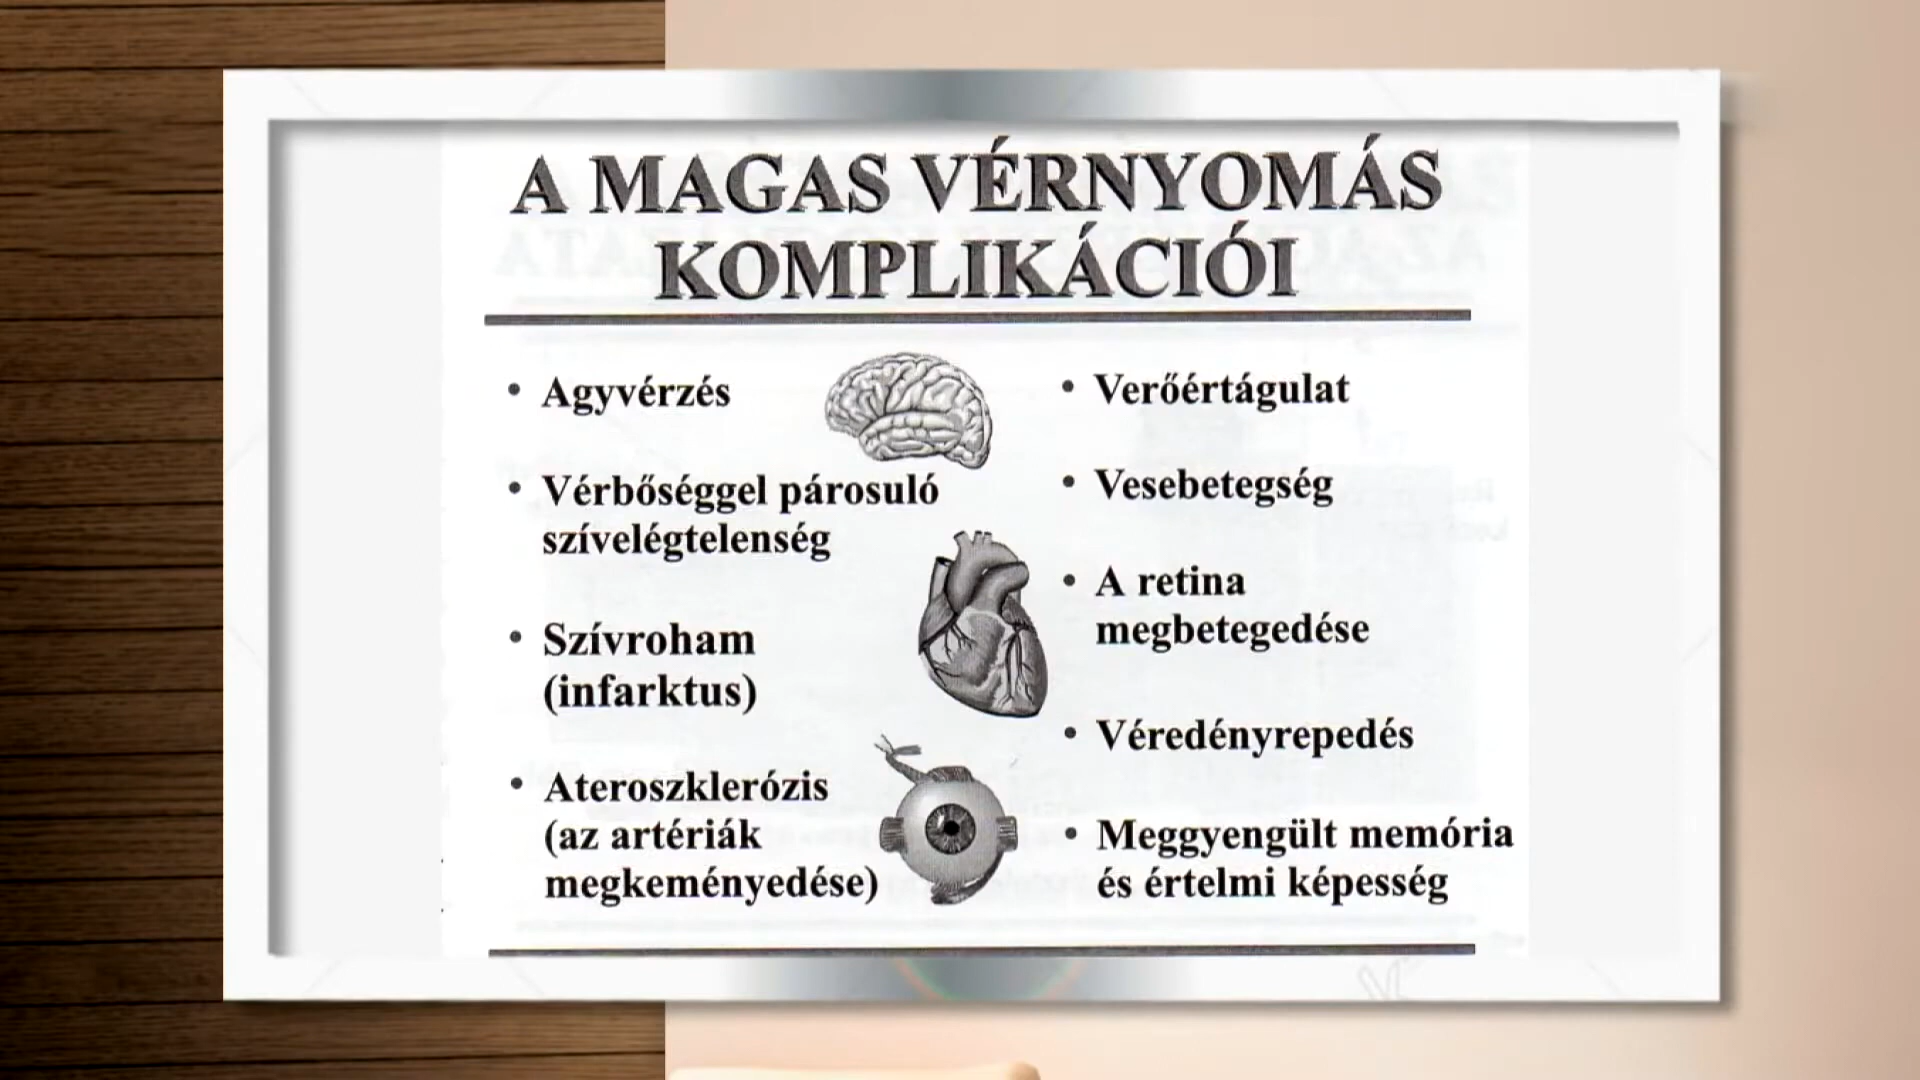 A MAGAS VÉRNYOMÁS
KOMPLIKÁCIÓI
• Agyvérzés
• Vérbőséggel párosuló
szívelégtelenség
• Szívroham
(infarktus)
• Ateroszklerózis
(az artériák
megkeményedése)
• Verőértágulat
• Vesebetegség
• A retina
megbetegedése
• Véredényrepedés
• Meggyengült memória
és értelmi képesség